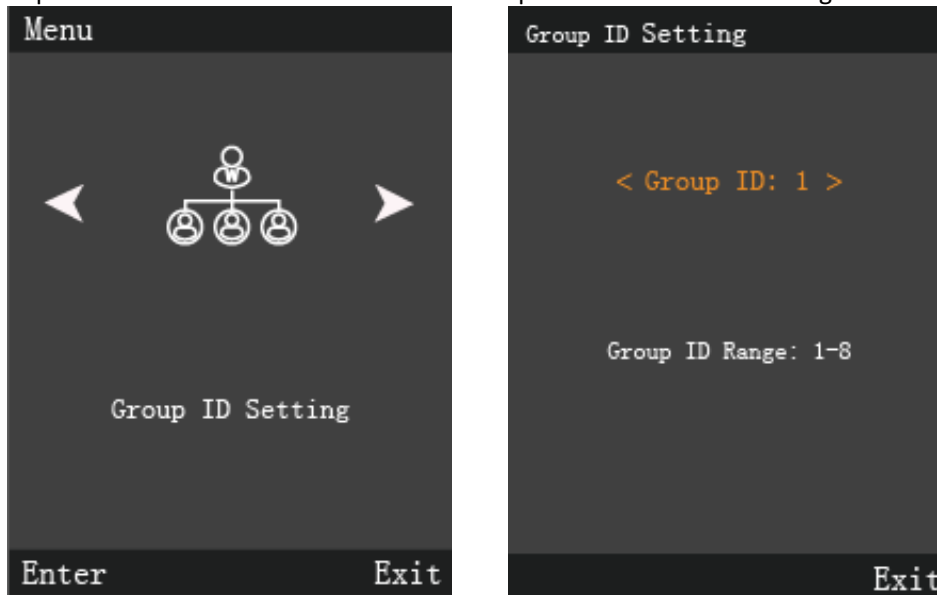 Menu
Group ID Setting
Enter
Exit
Group ID Setting
< Group ID: 1 >
Group ID Range: 1-8
Exit